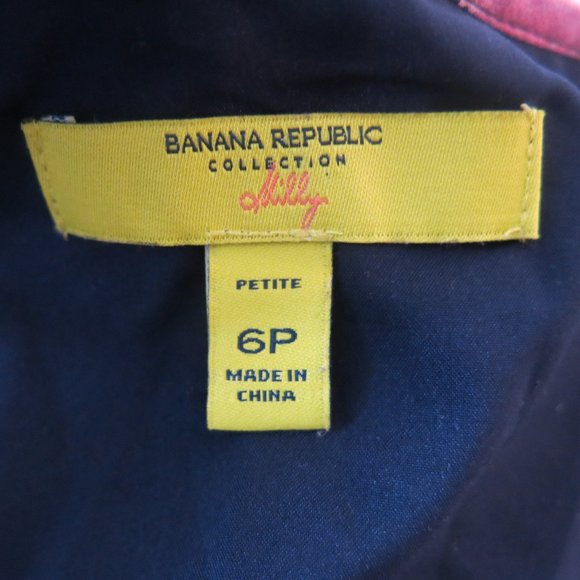 BANANA REPUBLIC
COLLECTION
Milly
PETITE
6P
MADE IN
CHINA